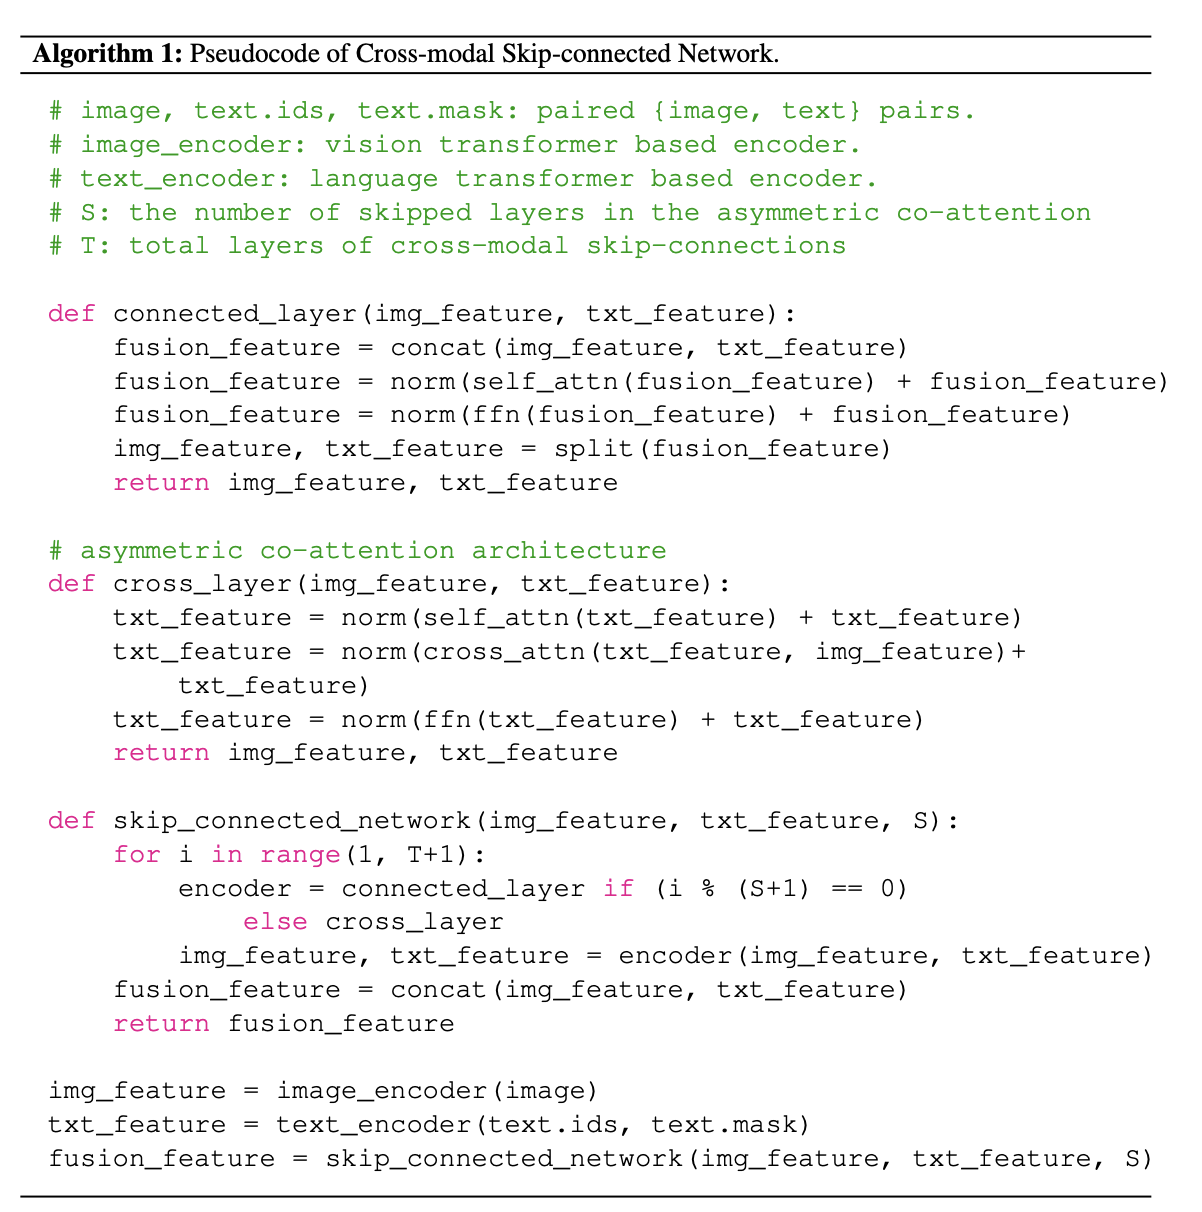 Algorithm 1: Pseudocode of Cross-modal Skip-connected Network.
# image, text.ids, text.mask: paired {image, text} pairs.
# image_encoder: vision transformer based encoder.
# text_encoder: language transformer based encoder.
# S: the number of skipped layers in the asymmetric co-attention
# T: total layers of cross-modal skip-connections
def connected_layer(img_feature, txt_feature):
    fusion_feature = concat(img_feature, txt_feature)
    fusion_feature = norm(self_attn(fusion_feature) + fusion_feature)
    fusion_feature = norm(ffn(fusion_feature) + fusion_feature)
    img_feature, txt_feature = split(fusion_feature)
    return img_feature, txt_feature
# asymmetric co-attention architecture
def cross_layer(img_feature, txt_feature):
    txt_feature = norm(self_attn(txt_feature) + txt_feature)
    txt_feature = norm(cross_attn(txt_feature, img_feature)+
        txt_feature)
    txt_feature = norm(ffn(txt_feature) + txt_feature)
    return img_feature, txt_feature
def skip_connected_network(img_feature, txt_feature, S):
    for i in range(1, T+1):
        encoder = connected_layer if (i % (S+1) == 0)
            else cross_layer
        img_feature, txt_feature = encoder(img_feature, txt_feature)
    fusion_feature = concat(img_feature, txt_feature)
    return fusion_feature
img_feature = image_encoder(image)
txt_feature = text_encoder(text.ids, text.mask)
fusion_feature = skip_connected_network(img_feature, txt_feature, S)